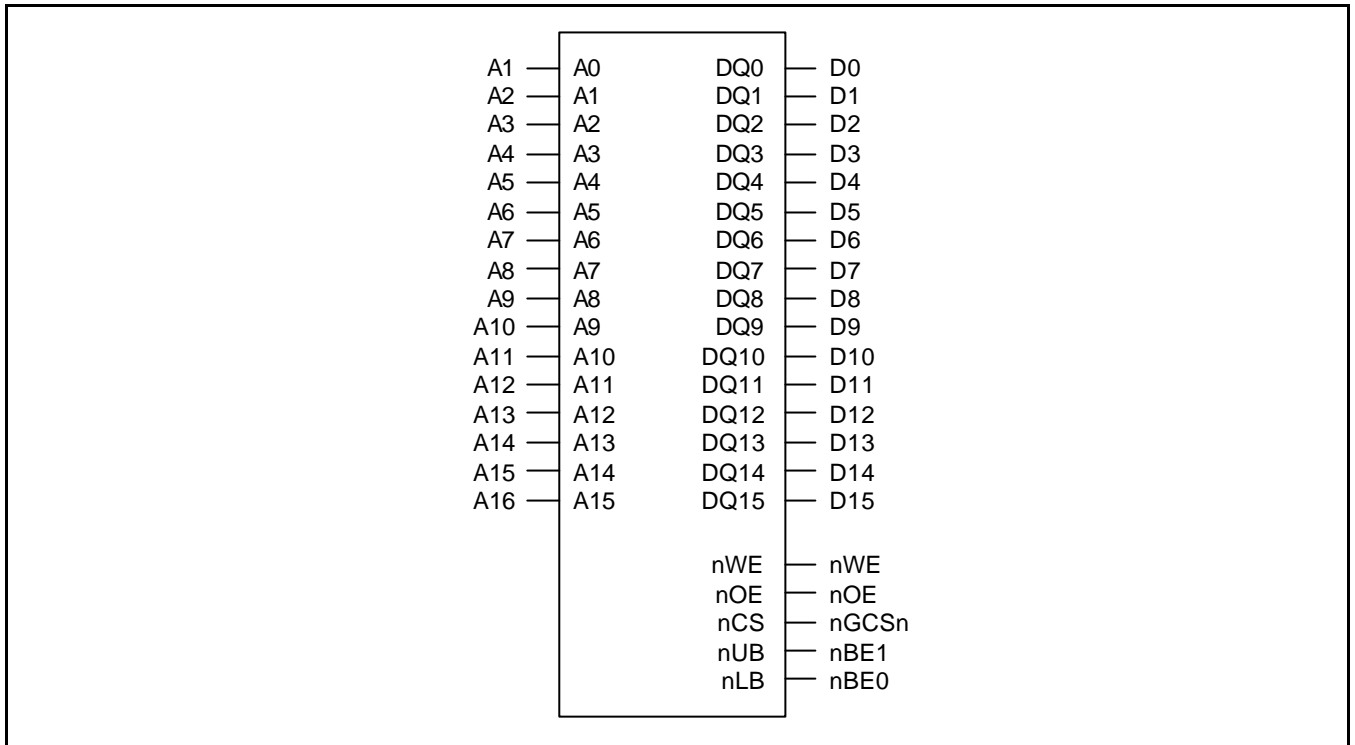 A1 A0 DQ0 D0
A2 A1 DQ1 D1
A3 A2 DQ2 D2
A4 A3 DQ3 D3
A5 A4 DQ4 D4
A6 A5 DQ5 D5
A7 A6 DQ6 D6
A8 A7 DQ7 D7
A9 A8 DQ8 D8
A10 A9 DQ9 D9
A11 A10 DQ10 D10
A12 A11 DQ11 D11
A13 A12 DQ12 D12
A14 A13 DQ13 D13
A15 A14 DQ14 D14
A16 A15 DQ15 D15
nWE nWE
nOE nOE
nCS nGCSn
nUB nBE1
nLB nBE0